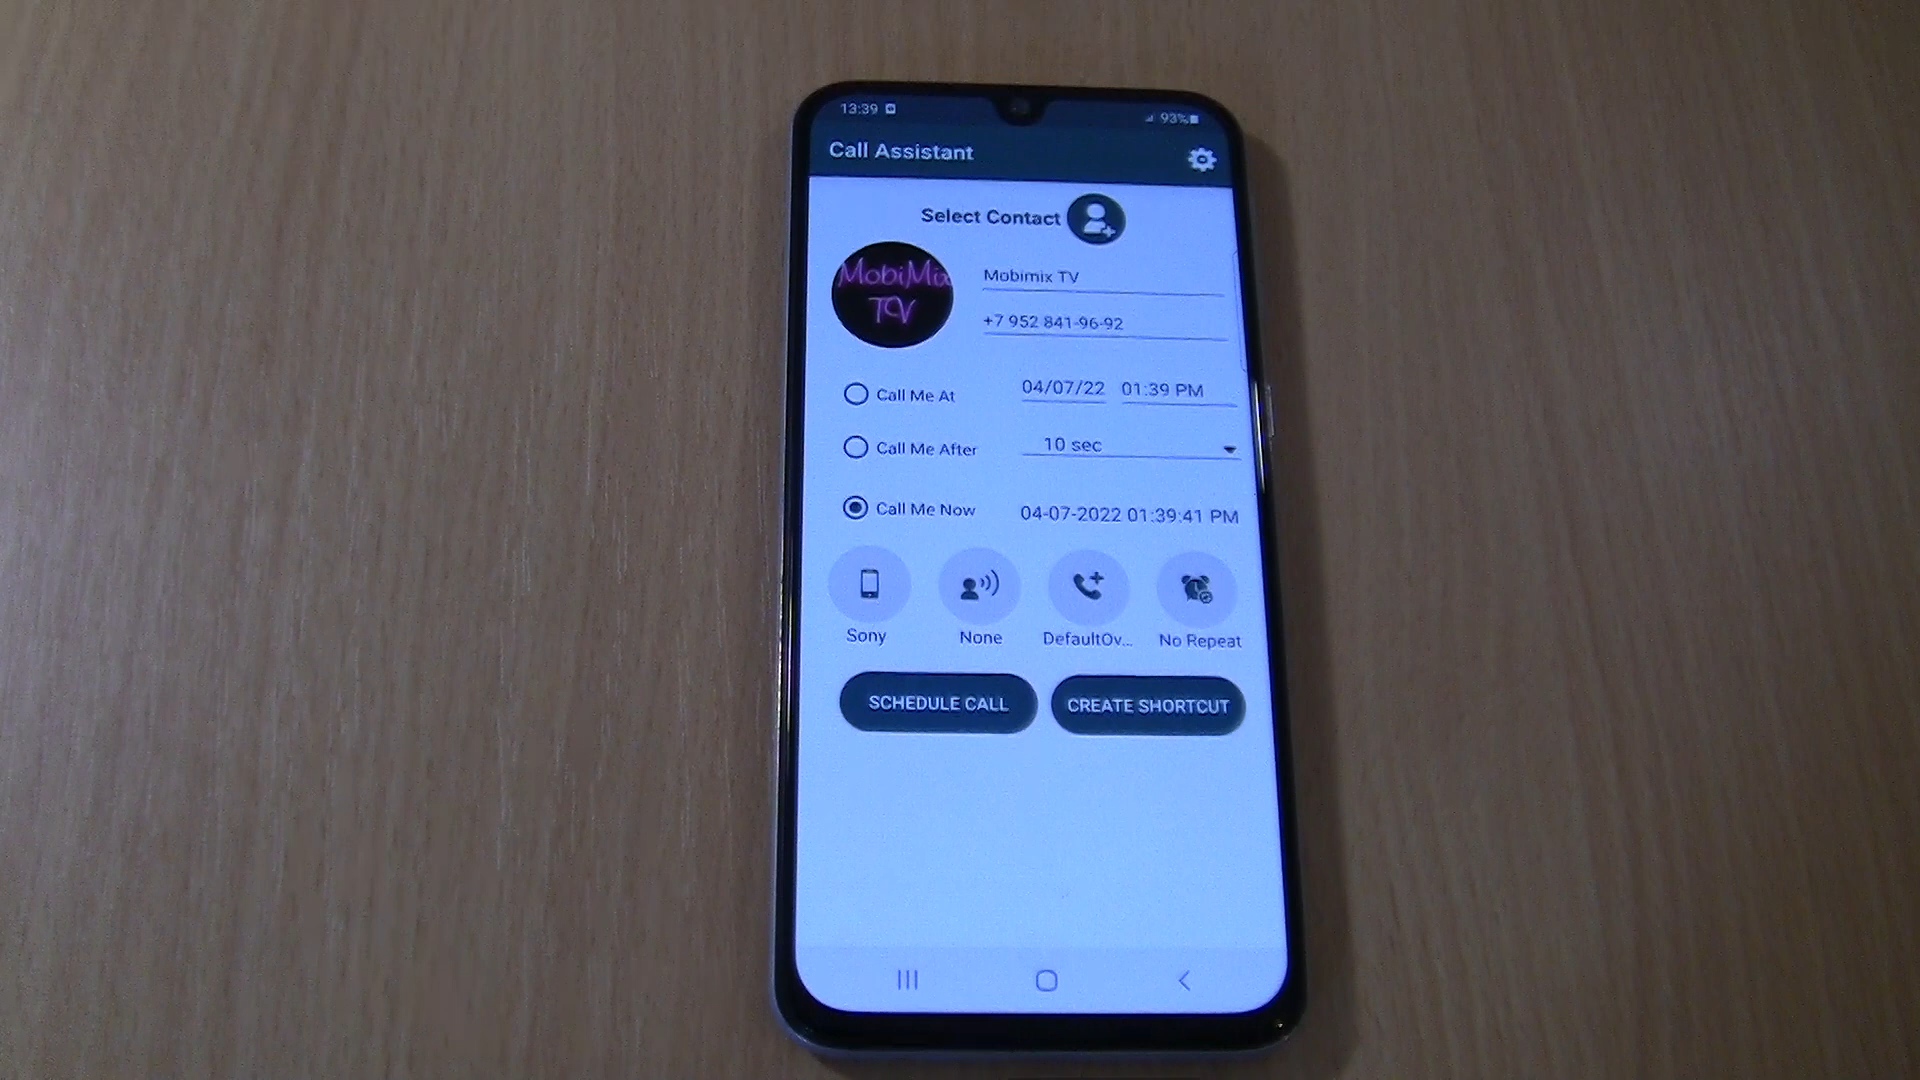 13:39
93%
Call Assistant
Select Contact
MobiMix
TV
Mobimix TV
+7 952 841-96-92
Call Me At 04/07/22 01:39 PM
Call Me After 10 sec
Call Me Now 04-07-2022 01:39:41 PM
Sony None DefaultOv... No Repeat
SCHEDULE CALL CREATE SHORTCUT